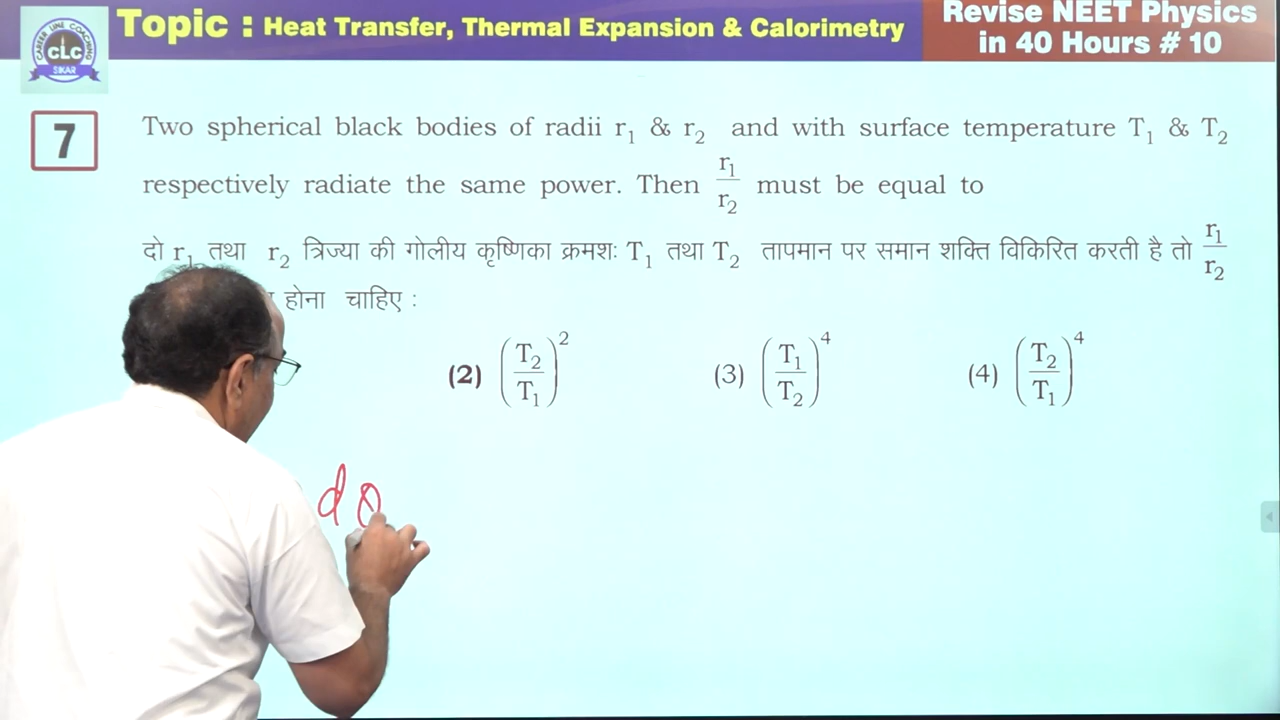 CAREER LINE COACHING
CLC
SIKAR
Topic : Heat Transfer, Thermal Expansion & Calorimetry
Revise NEET Physics
in 40 Hours # 10
7
Two spherical black bodies of radii r₁ & r₂ and with surface temperature T₁ & T₂
respectively radiate the same power. Then r₁/r₂ must be equal to
दो r₁ तथा r₂ त्रिज्या की गोलीय कृष्णिका क्रमशः T₁ तथा T₂ तापमान पर समान शक्ति विकिरित करती है तो r₁/r₂
होना चाहिए :
(2) (T₂/T₁)² (3) (T₁/T₂)⁴ (4) (T₂/T₁)⁴
d Q